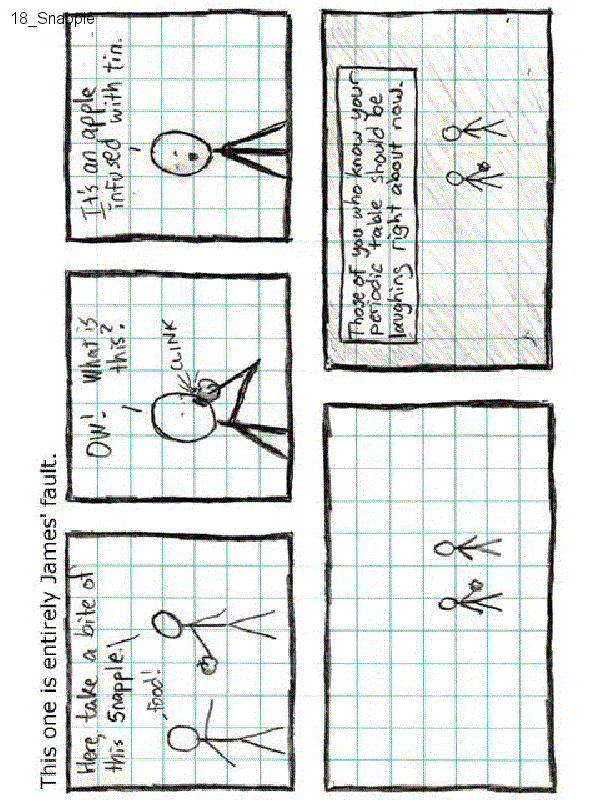 18_Snapple
This one is entirely James' fault.
Here, take a bite of
this Snapple!
food!
OW! What is
this?
CLINK
It's an apple
infused with tin.
Those of you who know your
periodic table should be
laughing right about now.